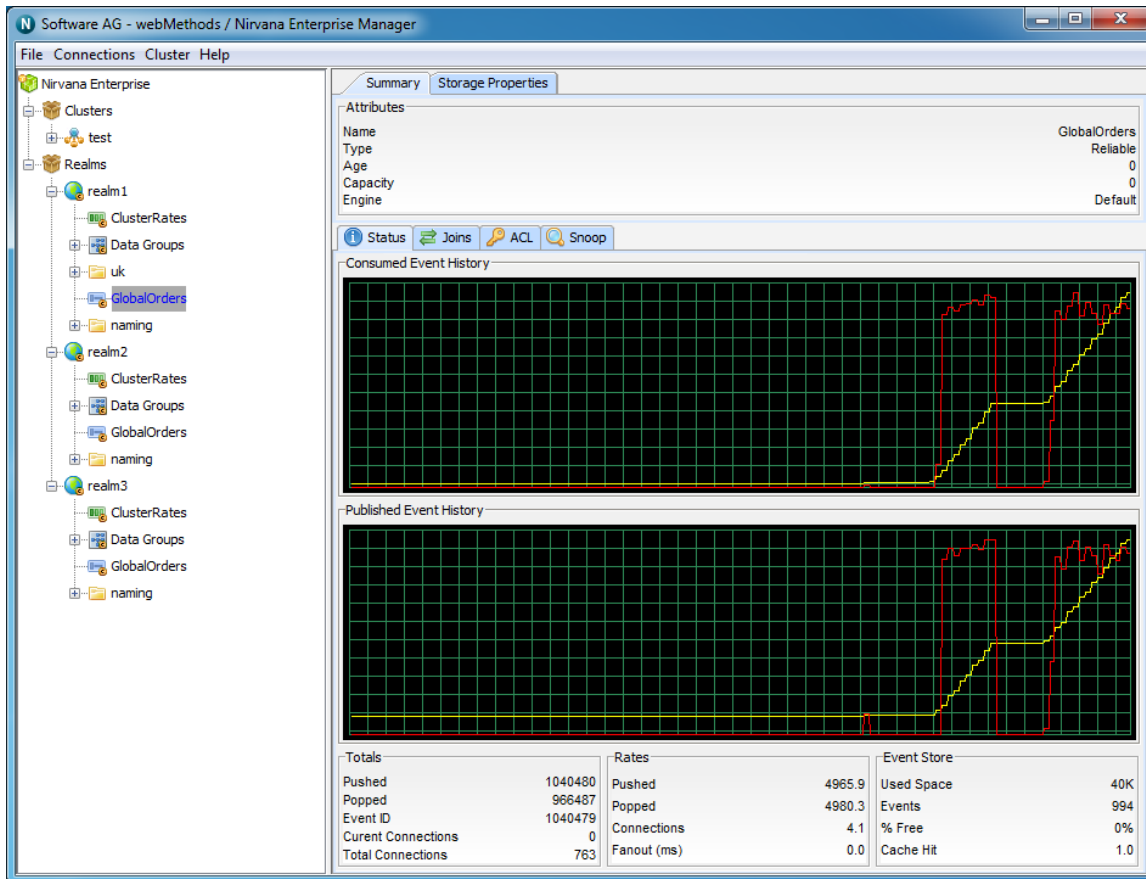 Software AG - webMethods / Nirvana Enterprise Manager
File Connections Cluster Help
Nirvana Enterprise
Clusters
test
Realms
realm1
ClusterRates
Data Groups
uk
GlobalOrders
naming
realm2
ClusterRates
Data Groups
GlobalOrders
naming
realm3
ClusterRates
Data Groups
GlobalOrders
naming
Summary Storage Properties
Attributes
Name GlobalOrders
Type Reliable
Age 0
Capacity 0
Engine Default
Status Joins ACL Snoop
Consumed Event History
Published Event History
Totals
Pushed 1040480
Popped 966487
Event ID 1040479
Curent Connections 0
Total Connections 763
Rates
Pushed 4965.9
Popped 4980.3
Connections 4.1
Fanout (ms) 0.0
Event Store
Used Space 40K
Events 994
% Free 0%
Cache Hit 1.0